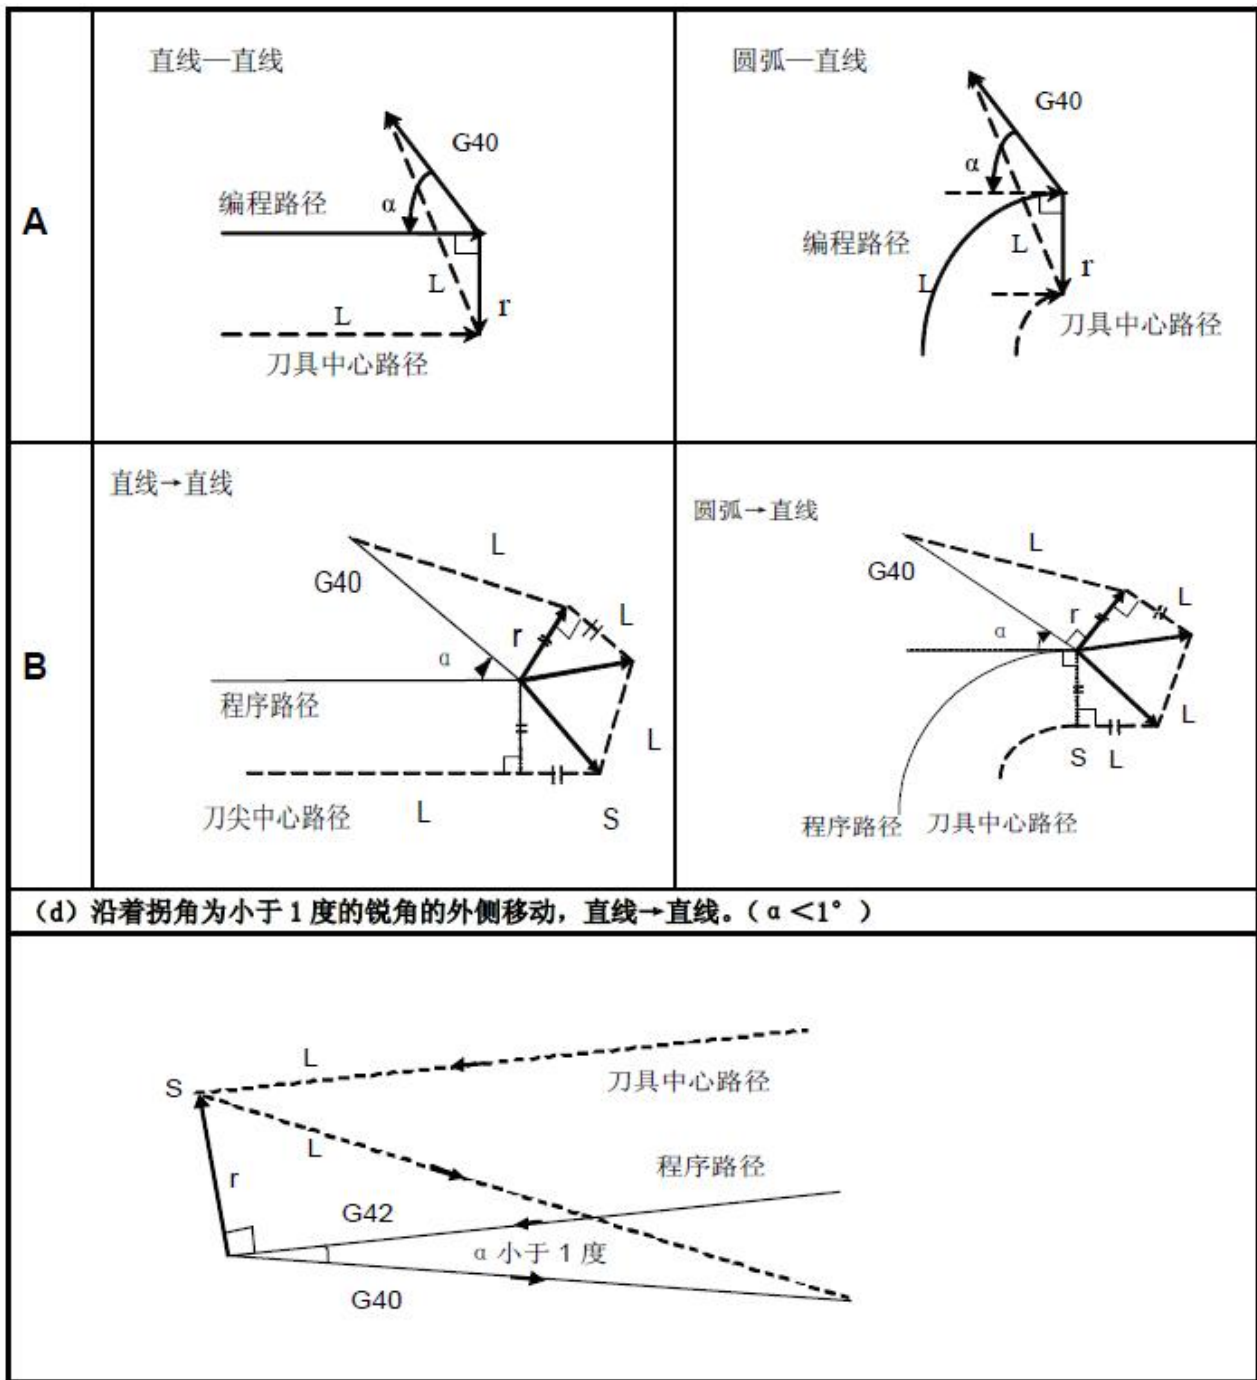 A
直线—直线
G40
α
编程路径
L
r
L
刀具中心路径
圆弧—直线
G40
α
编程路径
L
L
r
刀具中心路径
B
直线→直线
L
G40
r
L
α
程序路径
L
刀尖中心路径
L
S
圆弧→直线
L
G40
r
L
α
L
S
L
程序路径
刀具中心路径
(d)沿着拐角为小于1度的锐角的外侧移动,直线→直线。(α<1°)
L
刀具中心路径
S
L
程序路径
r
G42
α小于1度
G40